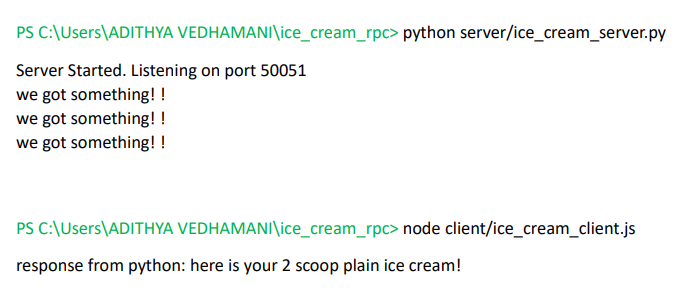 PS C:\Users\ADITHYA VEDHAMANI\ice_cream_rpc> python server/ice_cream_server.py
Server Started. Listening on port 50051
we got something! !
we got something! !
we got something! !
PS C:\Users\ADITHYA VEDHAMANI\ice_cream_rpc> node client/ice_cream_client.js
response from python: here is your 2 scoop plain ice cream!